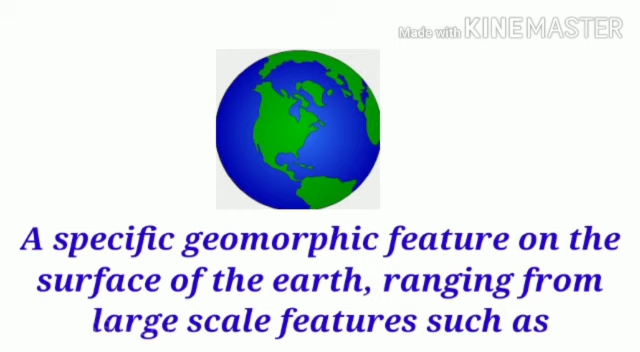 Made with KINEMASTER
A specific geomorphic feature on the
surface of the earth, ranging from
large scale features such as